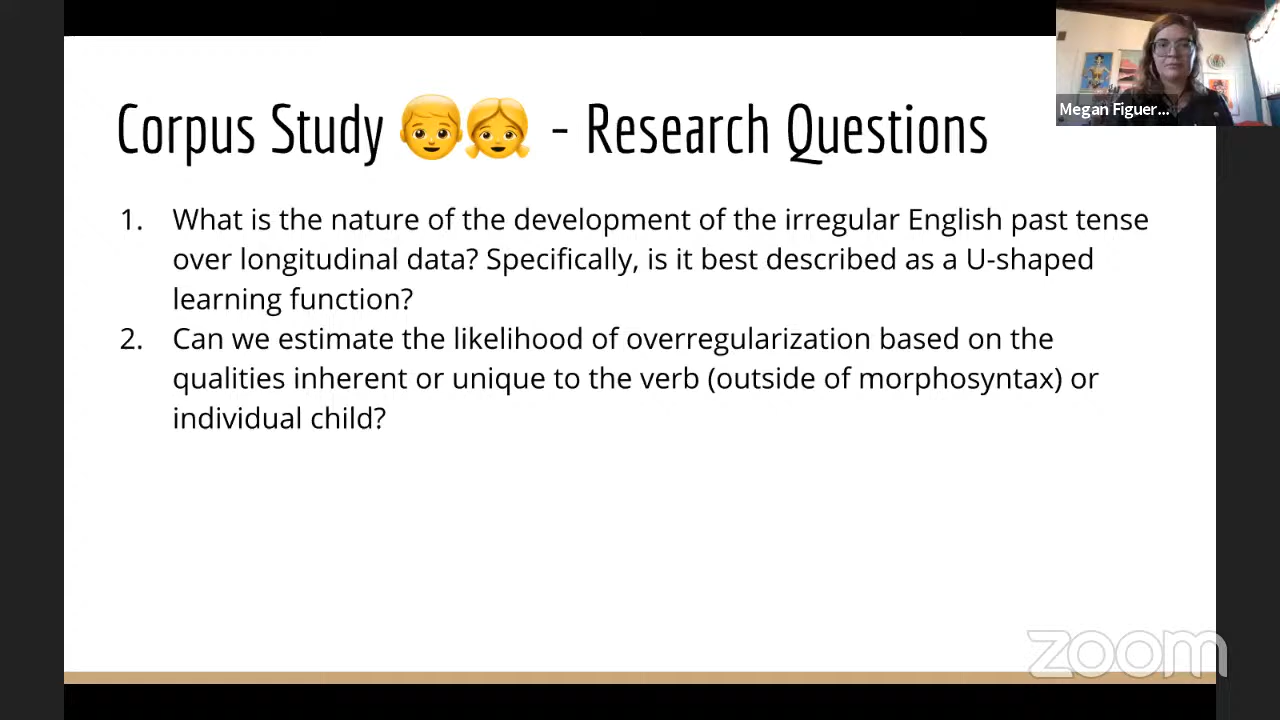 Megan Figuer...
Corpus Study 👦👧 - Research Questions
1. What is the nature of the development of the irregular English past tense
over longitudinal data? Specifically, is it best described as a U-shaped
learning function?
2. Can we estimate the likelihood of overregularization based on the
qualities inherent or unique to the verb (outside of morphosyntax) or
individual child?
zoom